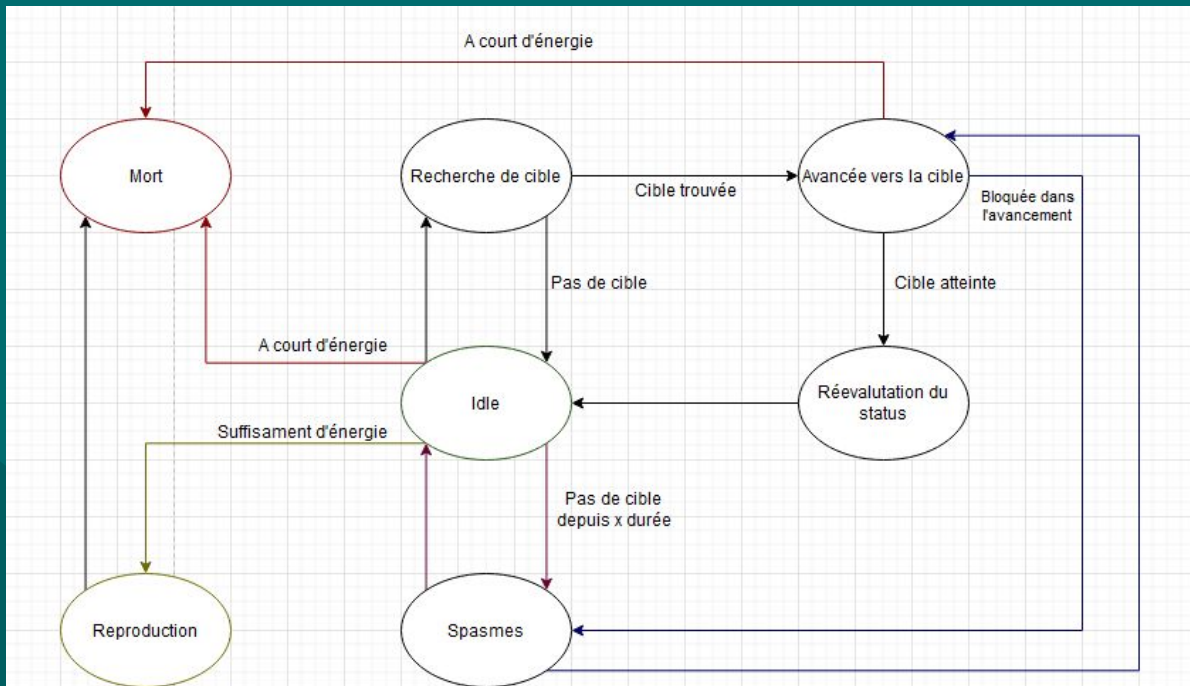 A court d'énergie
Mort
Recherche de cible
Avancée vers la cible
Cible trouvée
Bloquée dans
l'avancement
Pas de cible
Cible atteinte
A court d'énergie
Idle
Réevalutation du
status
Suffisament d'énergie
Pas de cible
depuis x durée
Reproduction
Spasmes